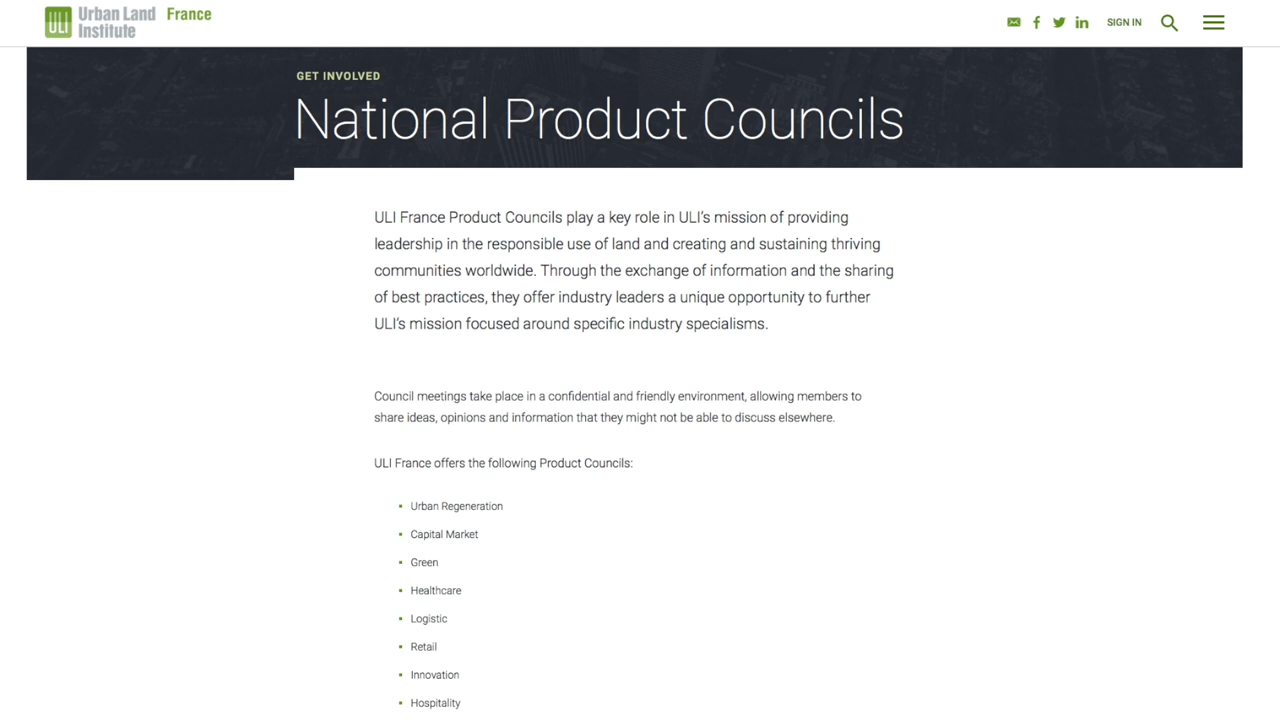 ULI Urban Land Institute France
SIGN IN
GET INVOLVED
National Product Councils
ULI France Product Councils play a key role in ULI's mission of providing
leadership in the responsible use of land and creating and sustaining thriving
communities worldwide. Through the exchange of information and the sharing
of best practices, they offer industry leaders a unique opportunity to further
ULI's mission focused around specific industry specialisms.
Council meetings take place in a confidential and friendly environment, allowing members to
share ideas, opinions and information that they might not be able to discuss elsewhere.
ULI France offers the following Product Councils:
Urban Regeneration
Capital Market
Green
Healthcare
Logistic
Retail
Innovation
Hospitality